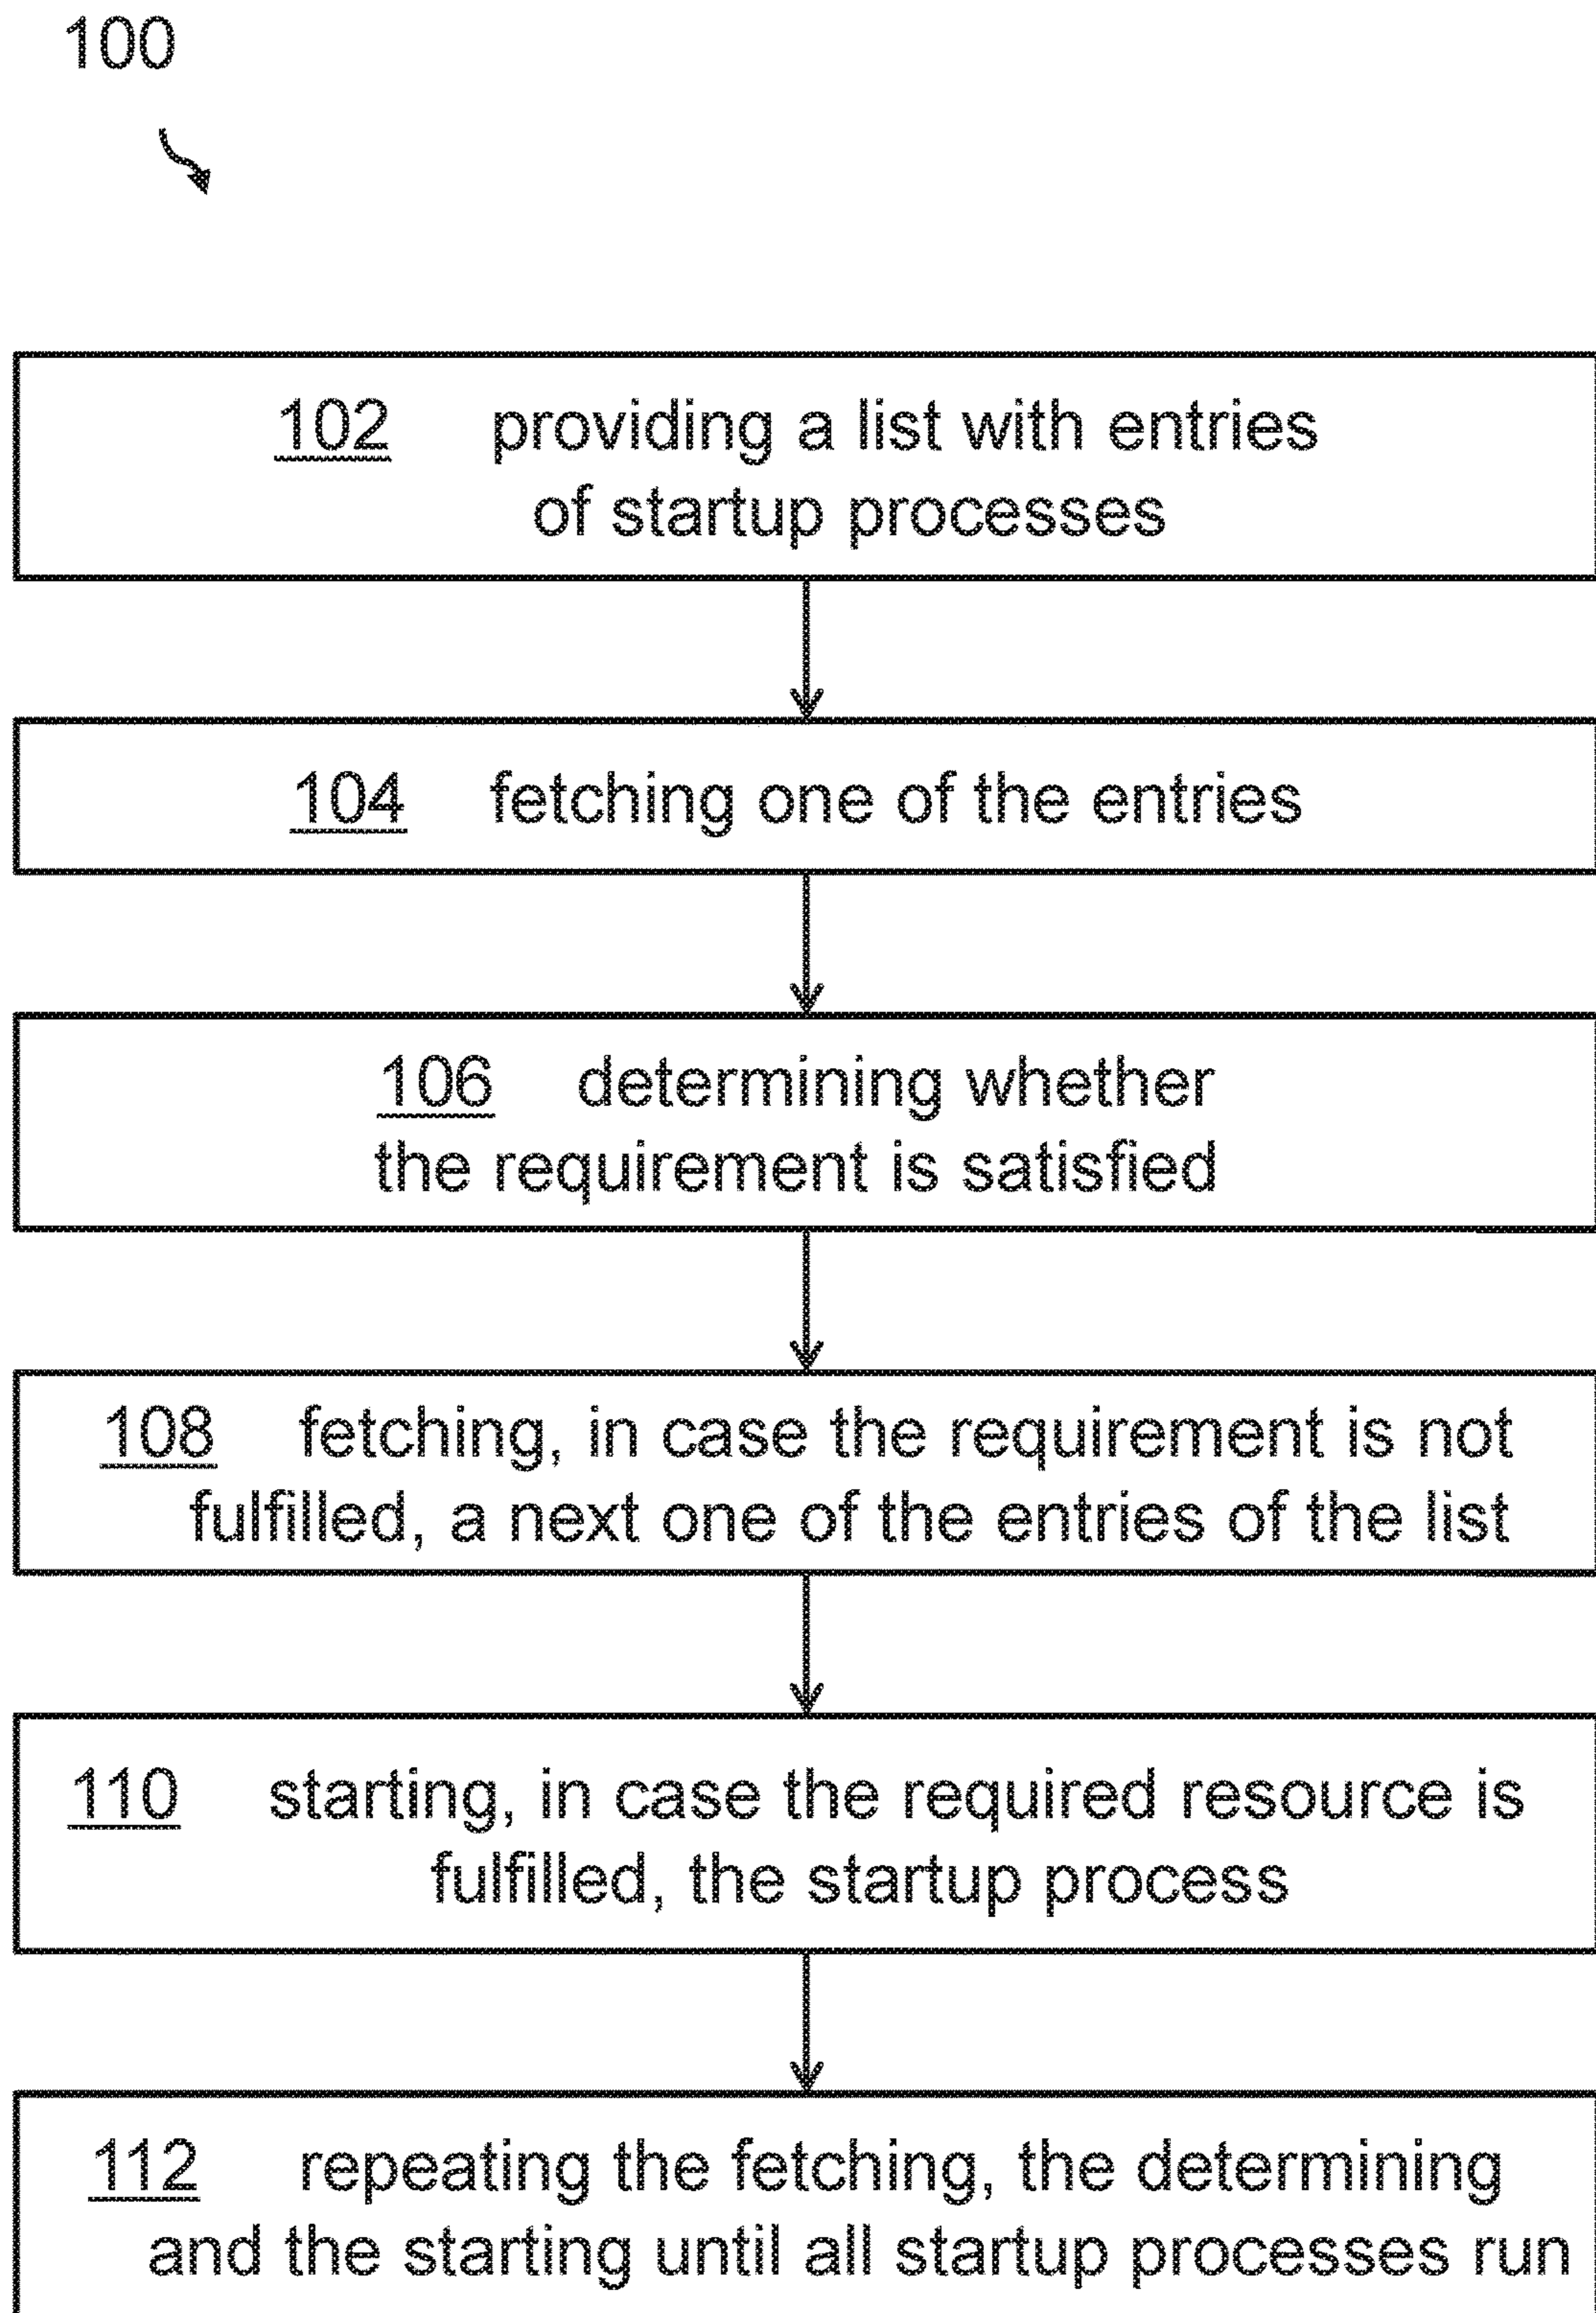 100
102 providing a list with entries
of startup processes
104 fetching one of the entries
106 determining whether
the requirement is satisfied
108 fetching, in case the requirement is not
fulfilled, a next one of the entries of the list
110 starting, in case the required resource is
fulfilled, the startup process
112 repeating the fetching, the determining
and the starting until all startup processes run